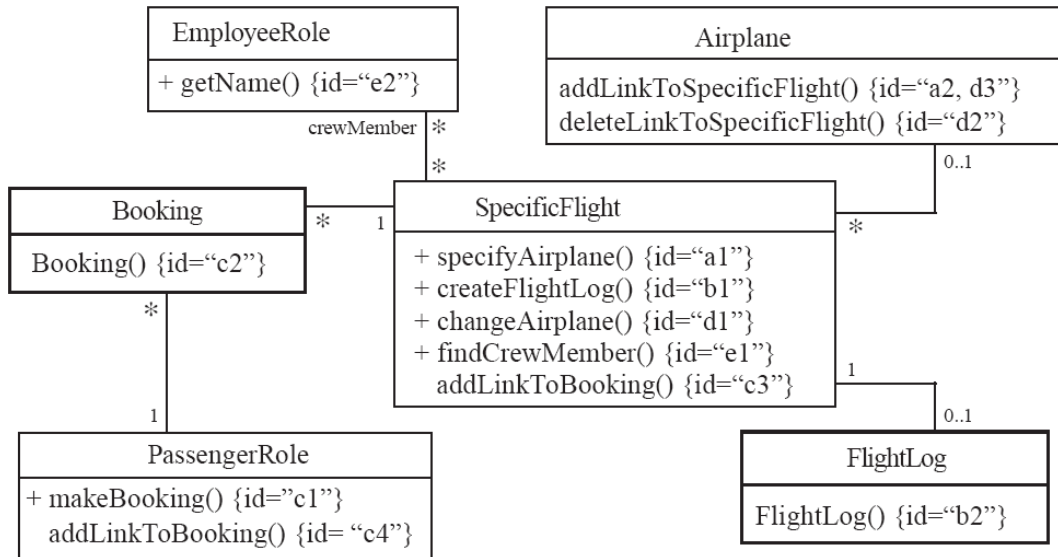 EmployeeRole
+ getName() {id=“e2”}
crewMember
*
*
Airplane
addLinkToSpecificFlight() {id=“a2, d3”}
deleteLinkToSpecificFlight() {id=“d2”}
0..1
*
Booking
Booking() {id=“c2”}
*
1
*
1
SpecificFlight
+ specifyAirplane() {id=“a1”}
+ createFlightLog() {id=“b1”}
+ changeAirplane() {id=“d1”}
+ findCrewMember() {id=“e1”}
addLinkToBooking() {id=“c3”}
1
0..1
PassengerRole
+ makeBooking() {id=”c1”}
addLinkToBooking() {id= “c4”}
FlightLog
FlightLog() {id=“b2”}